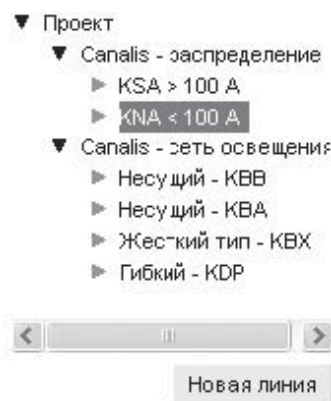 Проект
Canalis - распределение
KSA > 100 A
KNA < 100 A
Canalis - сеть освещения
Несущий - KBB
Несущий - KBA
Жесткий тип - KBX
Гибкий - KDP
Новая линия